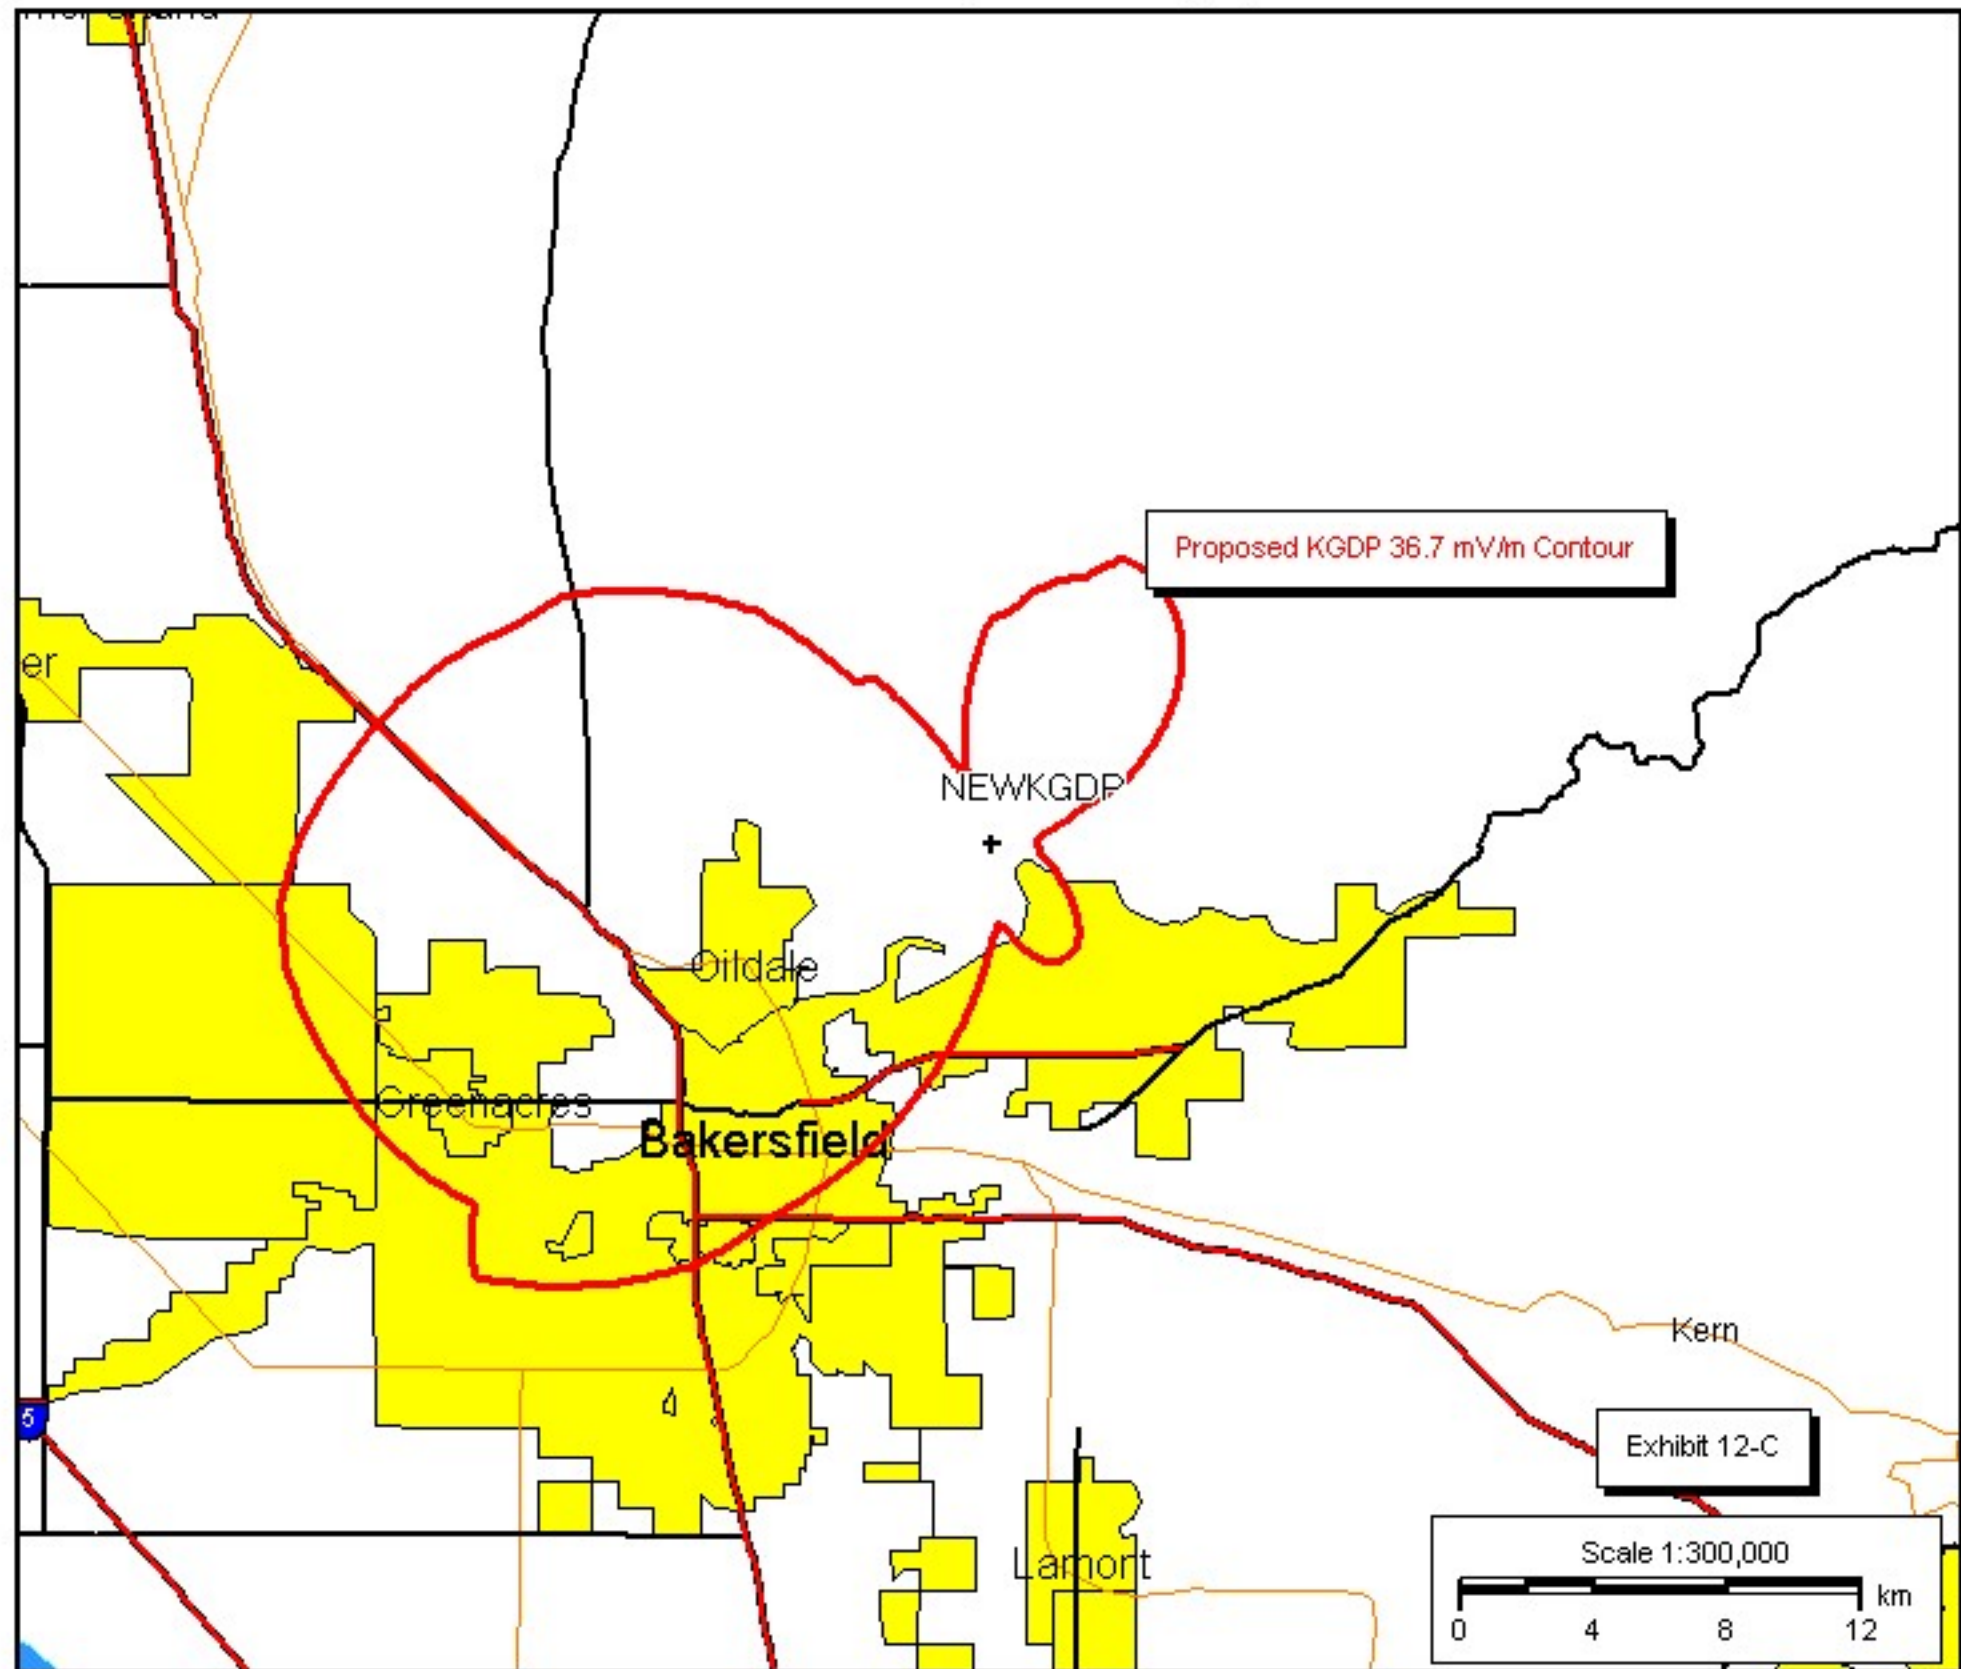 Proposed KGDP 36.7 mV/m Contour
er
NEWKGDP
Oildale
Greenacres
Bakersfield
Kern
5
Exhibit 12-C
Lamont
Scale 1:300,000
km
0 4 8 12